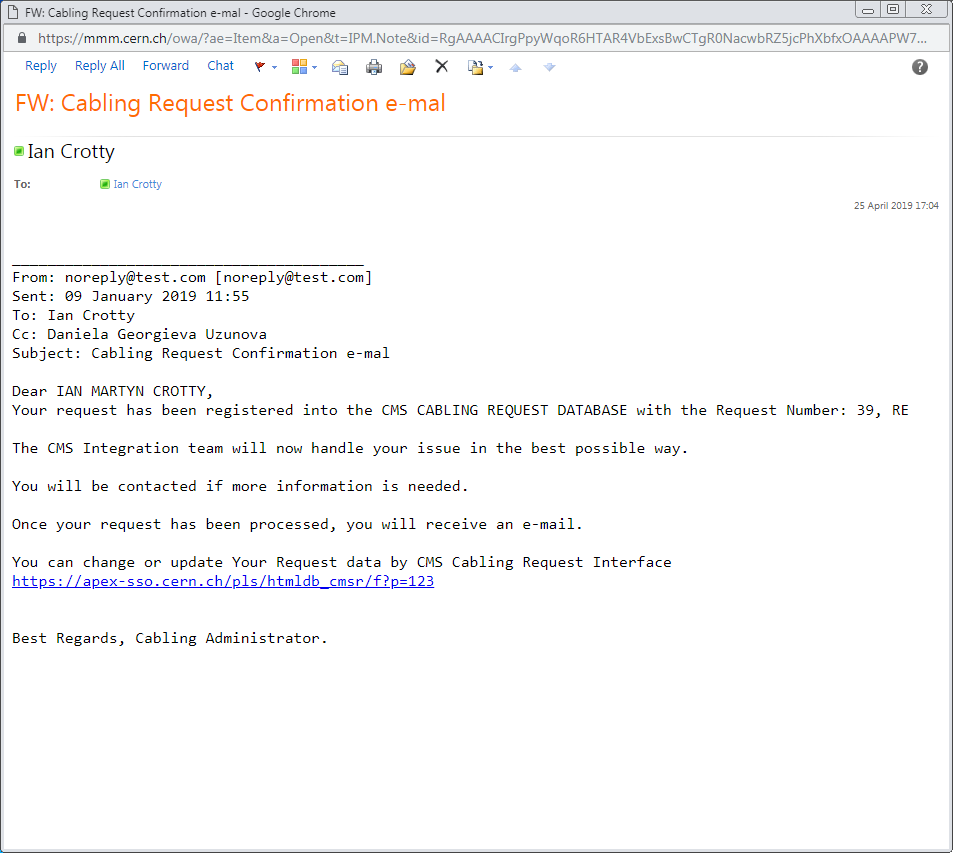 FW: Cabling Request Confirmation e-mal - Google Chrome
https://mmm.cern.ch/owa/?ae=Item&a=Open&t=IPM.Note&id=RgAAAACIrgPpyWqoR6HTAR4VbExsBwCTgR0NacwbRZ5jcPhXbfxOAAAAPW7...
Reply Reply All Forward Chat
FW: Cabling Request Confirmation e-mal
Ian Crotty
To: Ian Crotty
25 April 2019 17:04
________________________________________
From: noreply@test.com [noreply@test.com]
Sent: 09 January 2019 11:55
To: Ian Crotty
Cc: Daniela Georgieva Uzunova
Subject: Cabling Request Confirmation e-mal
Dear IAN MARTYN CROTTY,
Your request has been registered into the CMS CABLING REQUEST DATABASE with the Request Number: 39, RE
The CMS Integration team will now handle your issue in the best possible way.
You will be contacted if more information is needed.
Once your request has been processed, you will receive an e-mail.
You can change or update Your Request data by CMS Cabling Request Interface
https://apex-sso.cern.ch/pls/htmldb_cmsr/f?p=123
Best Regards, Cabling Administrator.